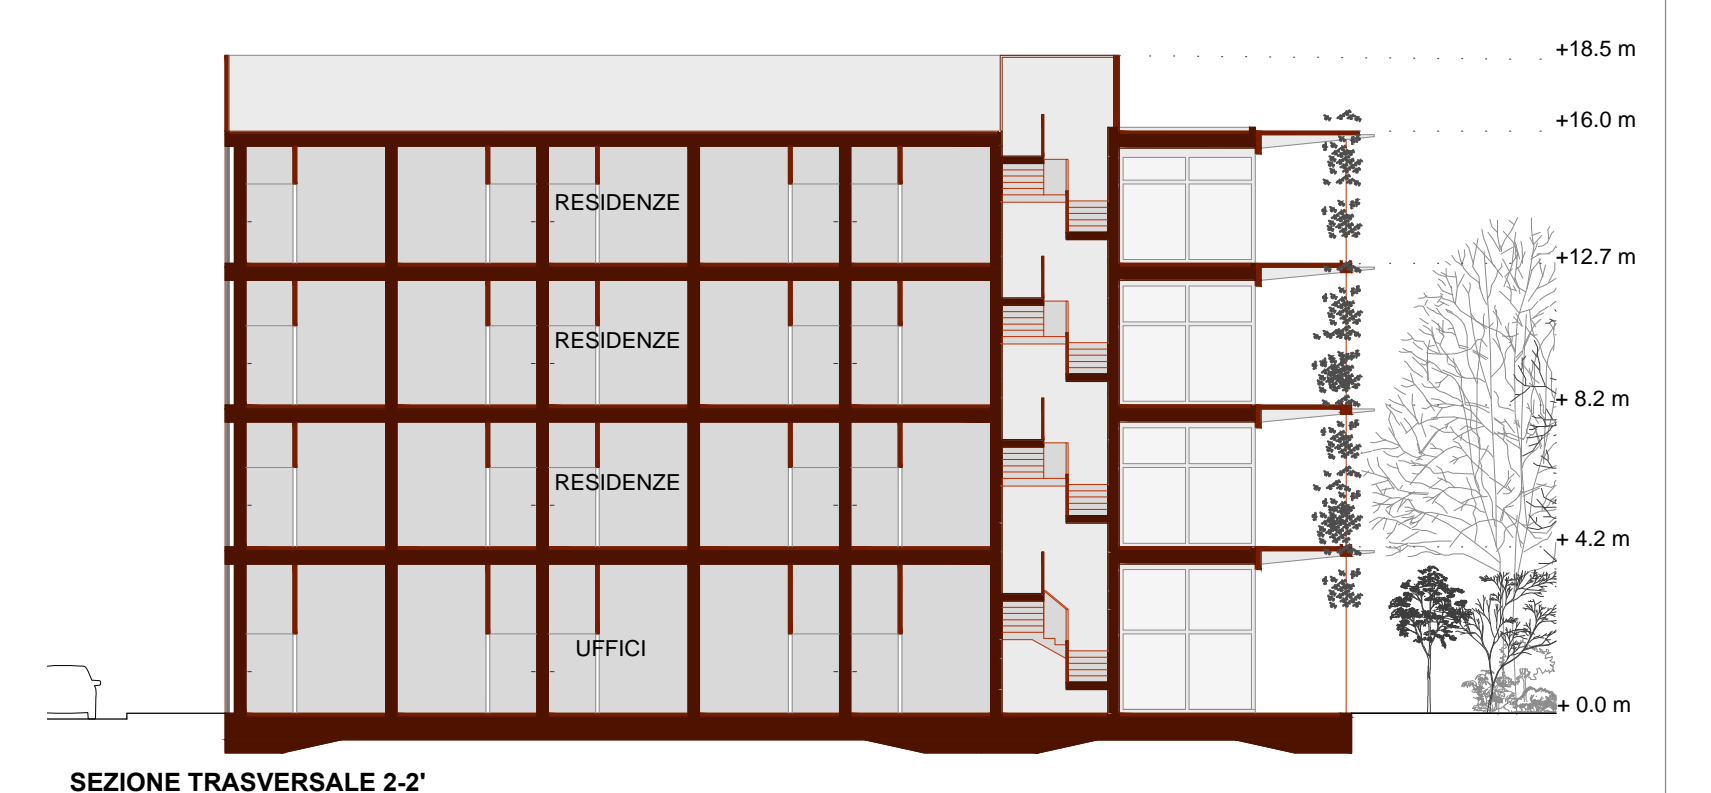 +18.5 m
+16.0 m
RESIDENZE
+12.7 m
RESIDENZE
+ 8.2 m
RESIDENZE
+ 4.2 m
UFFICI
+ 0.0 m
SEZIONE TRASVERSALE 2-2'